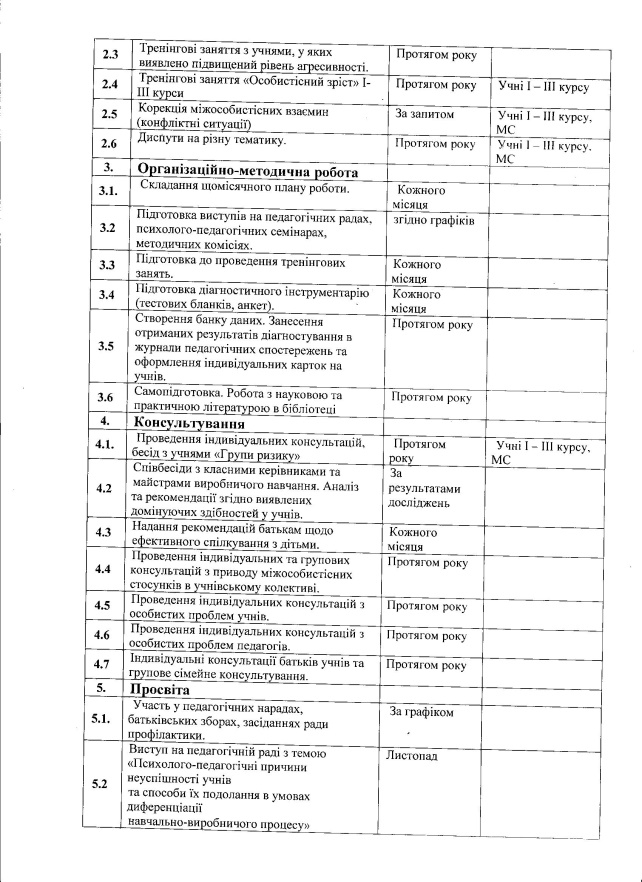 2.3 Тренінгові заняття з учнями, у яких Протягом року
виявлено підвищений рівень агресивності.
2.4 Тренінгові заняття «Особистісний зріст» І- Протягом року Учні І – ІІІ курсу
ІІІ курси
2.5 Корекція міжособистісних взаємин За запитом Учні І – ІІІ курсу,
(конфліктні ситуації) МС
2.6 Диспути на різну тематику. Протягом року Учні І – ІІІ курсу,
МС
3. Організаційно-методична робота
3.1. Складання щомісячного плану роботи. Кожного
місяця
3.2 Підготовка виступів на педагогічних радах, згідно графіків
психолого-педагогічних семінарах,
методичних комісіях.
3.3 Підготовка до проведення тренінгових Кожного
занять. місяця
3.4 Підготовка діагностичного інструментарію Кожного
(тестових бланків, анкет). місяця
3.5 Створення банку даних. Занесення Протягом року
отриманих результатів діагностування в
журнали педагогічних спостережень та
оформлення індивідуальних карток на
учнів.
3.6 Самопідготовка. Робота з науковою та Протягом року
практичною літературою в бібліотеці
4. Консультування
4.1. Проведення індивідуальних консультацій, Протягом Учні І – ІІІ курсу,
бесід з учнями «Групи ризику» року МС
4.2 Співбесіди з класними керівниками та За
майстрами виробничого навчання. Аналіз результатами
та рекомендації згідно виявлених досліджень
домінуючих здібностей у учнів.
4.3 Надання рекомендацій батькам щодо Кожного
ефективного спілкування з дітьми. місяця
4.4 Проведення індивідуальних та групових Протягом року
консультацій з приводу міжособистісних
стосунків в учнівському колективі.
4.5 Проведення індивідуальних консультацій з Протягом року
особистих проблем учнів.
4.6 Проведення індивідуальних консультацій з Протягом року
особистих проблем педагогів.
4.7 Індивідуальні консультації батьків учнів та Протягом року
групове сімейне консультування.
5. Просвіта
5.1. Участь у педагогічних нарадах, За графіком
батьківських зборах, засіданнях ради
профілактики.
5.2 Виступ на педагогічній раді з темою Листопад
«Психолого-педагогічні причини
неуспішності учнів
та способи їх подолання в умовах
диференціації
навчально-виробничого процесу»